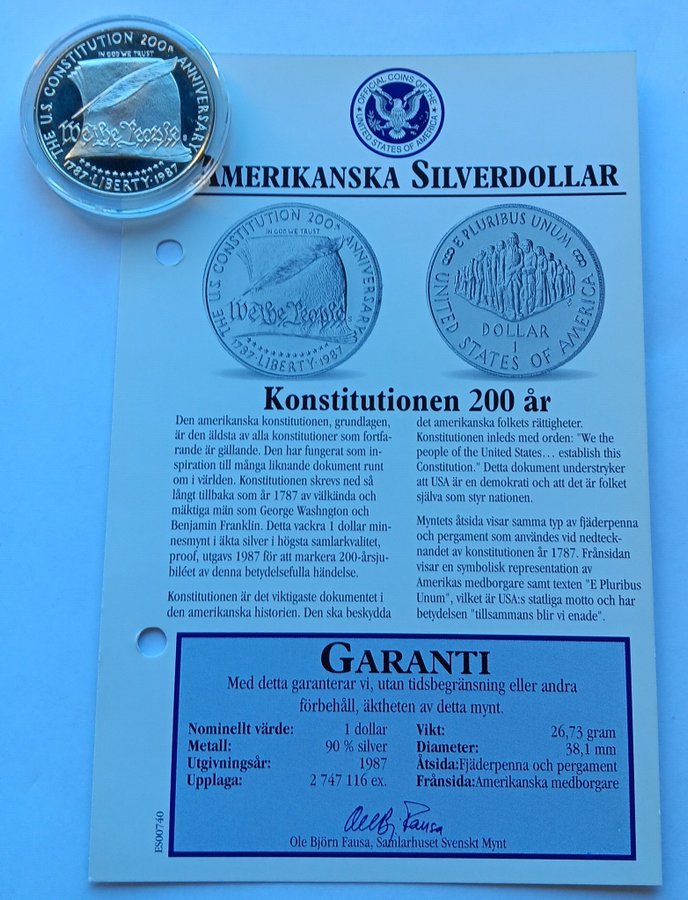 THE U.S. CONSTITUTION 200TH ANNIVERSARY
IN GOD WE TRUST
We the People
1787·LIBERTY·1987
OFFICIAL COINS OF THE
UNITED STATES OF AMERICA
AMERIKANSKA SILVERDOLLAR
THE U.S. CONSTITUTION 200TH ANNIVERSARY
IN GOD WE TRUST
We the People
1787·LIBERTY·1987
E PLURIBUS UNUM
DOLLAR
1
UNITED STATES OF AMERICA
Konstitutionen 200 år
Den amerikanska konstitutionen, grundlagen,
är den äldsta av alla konstitutioner som fortfa-
rande är gällande. Den har fungerat som in-
spiration till många liknande dokument runt
om i världen. Konstitutionen skrevs ned så
långt tillbaka som år 1787 av välkända och
mäktiga män som George Washngton och
Benjamin Franklin. Detta vackra 1 dollar min-
nesmynt i äkta silver i högsta samlarkvalitet,
proof, utgavs 1987 för att markera 200-årsju-
biléet av denna betydelsefulla händelse.
Konstitutionen är det viktigaste dokumentet i
den amerikanska historien. Den ska beskydda
det amerikanska folkets rättigheter.
Konstitutionen inleds med orden: "We the
people of the United States... establish this
Constitution." Detta dokument understryker
att USA är en demokrati och att det är folket
själva som styr nationen.
Myntets åtsida visar samma typ av fjäderpenna
och pergament som användes vid nedteck-
nandet av konstitutionen år 1787. Frånsidan
visar en symbolisk representation av
Amerikas medborgare samt texten "E Pluribus
Unum", vilket är USA:s statliga motto och har
betydelsen "tillsammans blir vi enade".
GARANTI
Med detta garanterar vi, utan tidsbegränsning eller andra
förbehåll, äktheten av detta mynt.
Nominellt värde: 1 dollar
Metall: 90 % silver
Utgivningsår: 1987
Upplaga: 2 747 116 ex.
Vikt: 26,73 gram
Diameter: 38,1 mm
Åtsida:Fjäderpenna och pergament
Frånsida:Amerikanska medborgare
Ole Björn Fausa, Samlarhuset Svenskt Mynt
ES00740